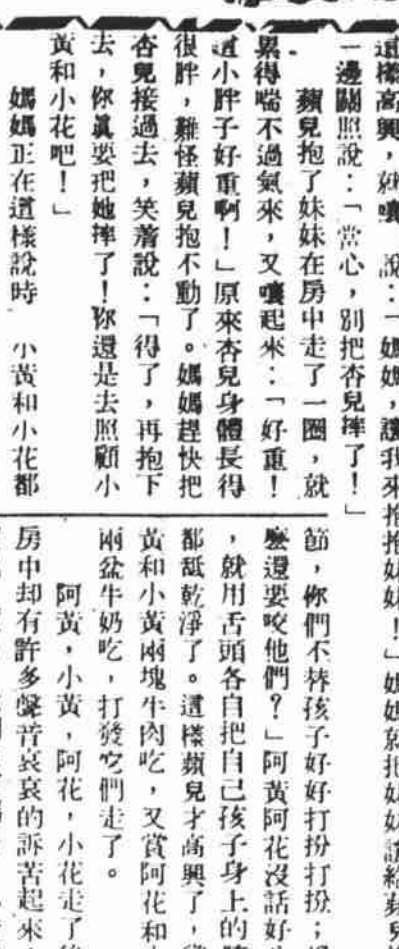 這樣高興，就嚷 說：「媽媽，讓我來抱抱妹妹！」媽媽就把妹妹
一邊關照說：「當心，別把杏兒摔了！」
蘋兒抱了妹妹在房中走了一圈，就
累得喘不過氣來，又嚷起來：「好重！
這小胖子好重啊！」原來杏兒身體長得
很胖，難怪蘋兒抱不動了。媽媽趕快把
杏兒接過去，笑着說：「得了，再抱下
去，你真要把她摔了！你還是去照顧小
黃和小花吧！」
媽媽正在這樣說時 小黃和小花都
節，你們不替孩子好好打扮打扮；
麼還要咬他們？」阿黃阿花沒話好
，就用舌頭各自把自己孩子身上的
都舐乾淨了。這樣蘋兒才高興了，
黃和小黃兩塊牛肉吃，又賞阿花和
兩盆牛奶吃，打發它們走了。
阿黃，小黃，阿花，小花走了
房中却有許多聲音哀哀的訴苦起來